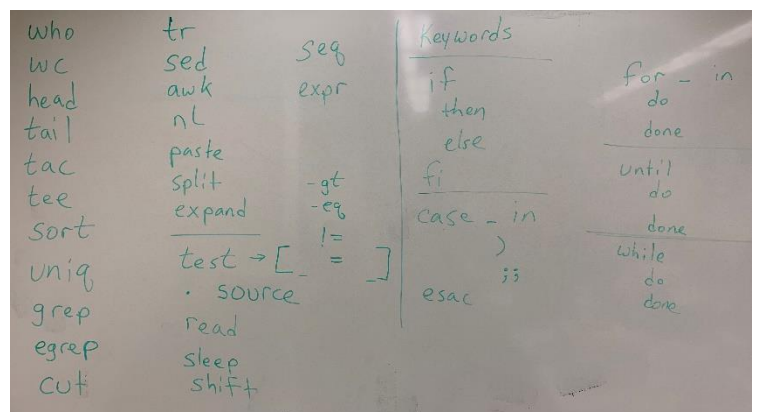 who
wc
head
tail
tac
tee
sort
uniq
grep
egrep
cut
tr
sed
awk
nl
paste
split
expand
test → [ _ = _ ]
. source
read
sleep
shift
seq
expr
-gt
-eq
!=
Keywords
if
then
else
fi
case _ in
)
;;
esac
for _ in
do
done
until
do
done
while
do
done